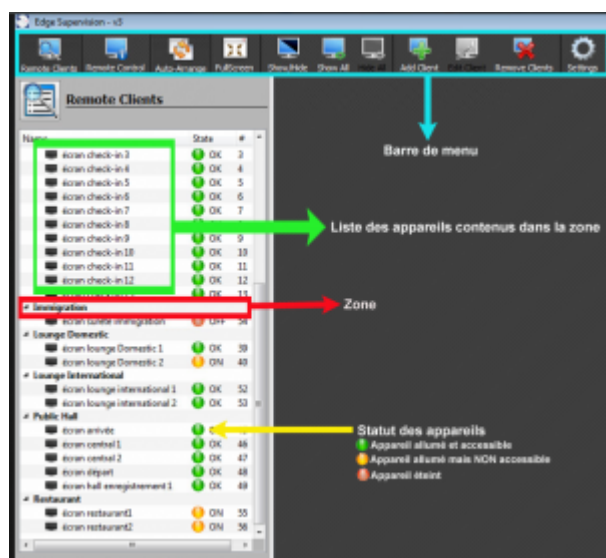 Edge Supervision - v3
Remote Clients Remote Control Auto-Arrange FullScreen Show/Hide Show All Hide All Add Client Edit Client Remove Clients Settings
Remote Clients
Name State #
écran check-in 3 OK 3
écran check-in 4 OK 4
écran check-in 5 OK 5
écran check-in 6 OK 6
écran check-in 7 OK 7
écran check-in 8 OK
écran check-in 9 OK 9
écran check-in 10 OK 10
écran check-in 11 OK 11
écran check-in 12 OK 12
OK 13
Immigration
écran sureté immigration OFF 54
Lounge Domestic
écran lounge Domestic 1 OK 39
écran lounge Domestic 2 ON 40
Lounge International
écran lounge international 1 OK 52
écran lounge international 2 OK 53
Public Hall
écran arrivée
écran central 1 OK 46
écran central 2 OK 47
écran départ OK 48
écran hall enregistrement 1 OK 49
Restaurant
écran restaurant1 ON 55
écran restaurant2 ON 56
Barre de menu
Liste des appareils contenus dans la zone
Zone
Statut des appareils
Appareil allumé et accessible
Appareil allumé mais NON accessible
Appareil éteint